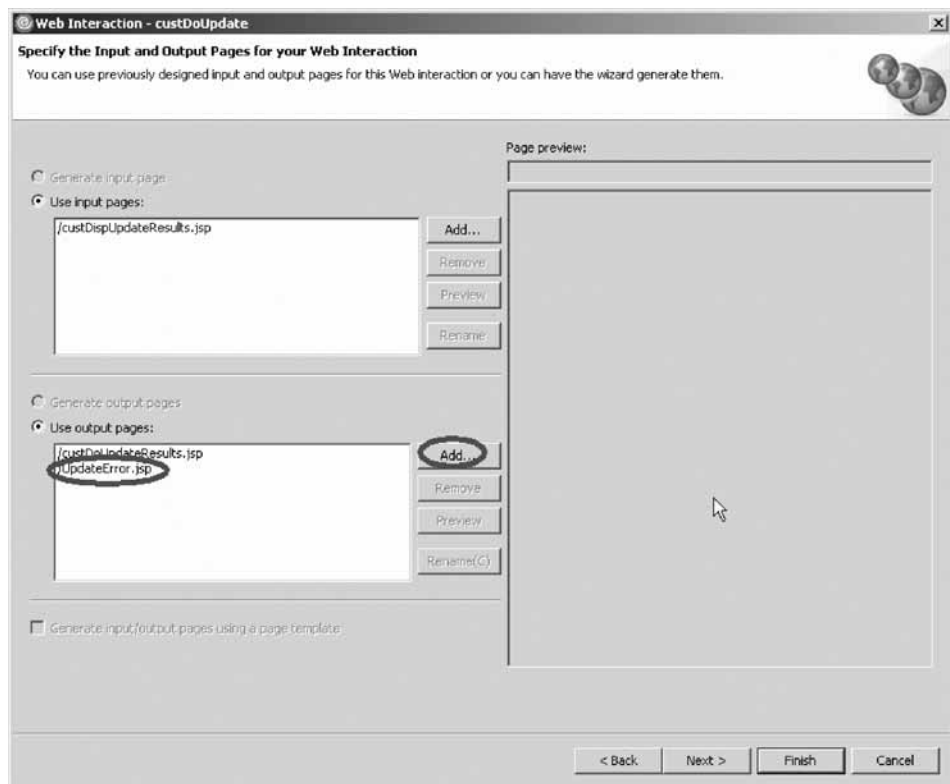 Web Interaction - custDoUpdate
Specify the Input and Output Pages for your Web Interaction
You can use previously designed input and output pages for this Web interaction or you can have the wizard generate them.
Generate input page
Use input pages:
/custDispUpdateResults.jsp
Add...
Remove
Preview
Rename
Generate output pages
Use output pages:
/custDoUpdateResults.jsp
/UpdateError.jsp
Add...
Remove
Preview
Rename(C)
Generate input/output pages using a page template
Page preview:
< Back
Next >
Finish
Cancel